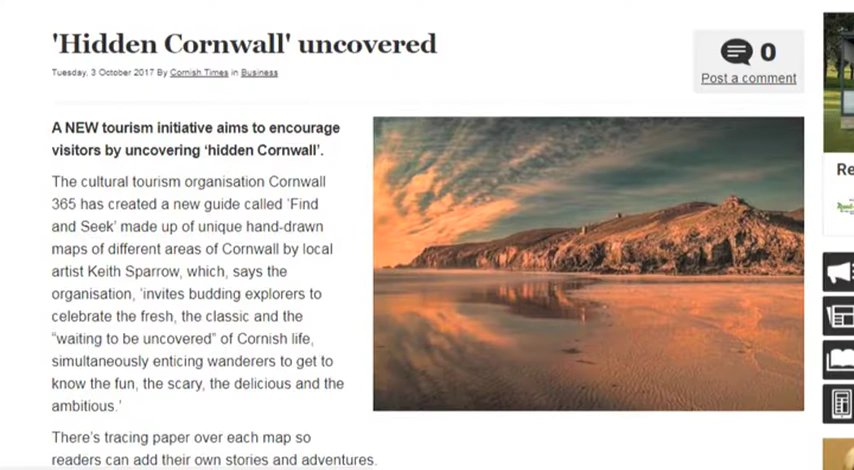 'Hidden Cornwall' uncovered
Tuesday, 3 October 2017 By Cornish Times in Business
0
Post a comment
A NEW tourism initiative aims to encourage
visitors by uncovering ‘hidden Cornwall’.
The cultural tourism organisation Cornwall
365 has created a new guide called ‘Find
and Seek’ made up of unique hand-drawn
maps of different areas of Cornwall by local
artist Keith Sparrow, which, says the
organisation, ‘invites budding explorers to
celebrate the fresh, the classic and the
“waiting to be uncovered” of Cornish life,
simultaneously enticing wanderers to get to
know the fun, the scary, the delicious and the
ambitious.’
There’s tracing paper over each map so
readers can add their own stories and adventures.
Re